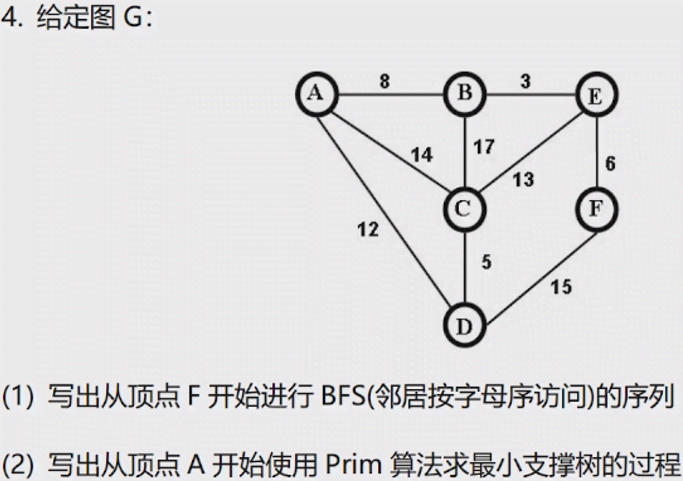 4. 给定图 G：
A 8 B 3 E
14 17 13 6
C F
12 5 15
D
(1) 写出从顶点 F 开始进行 BFS(邻居按字母序访问)的序列
(2) 写出从顶点 A 开始使用 Prim 算法求最小支撑树的过程